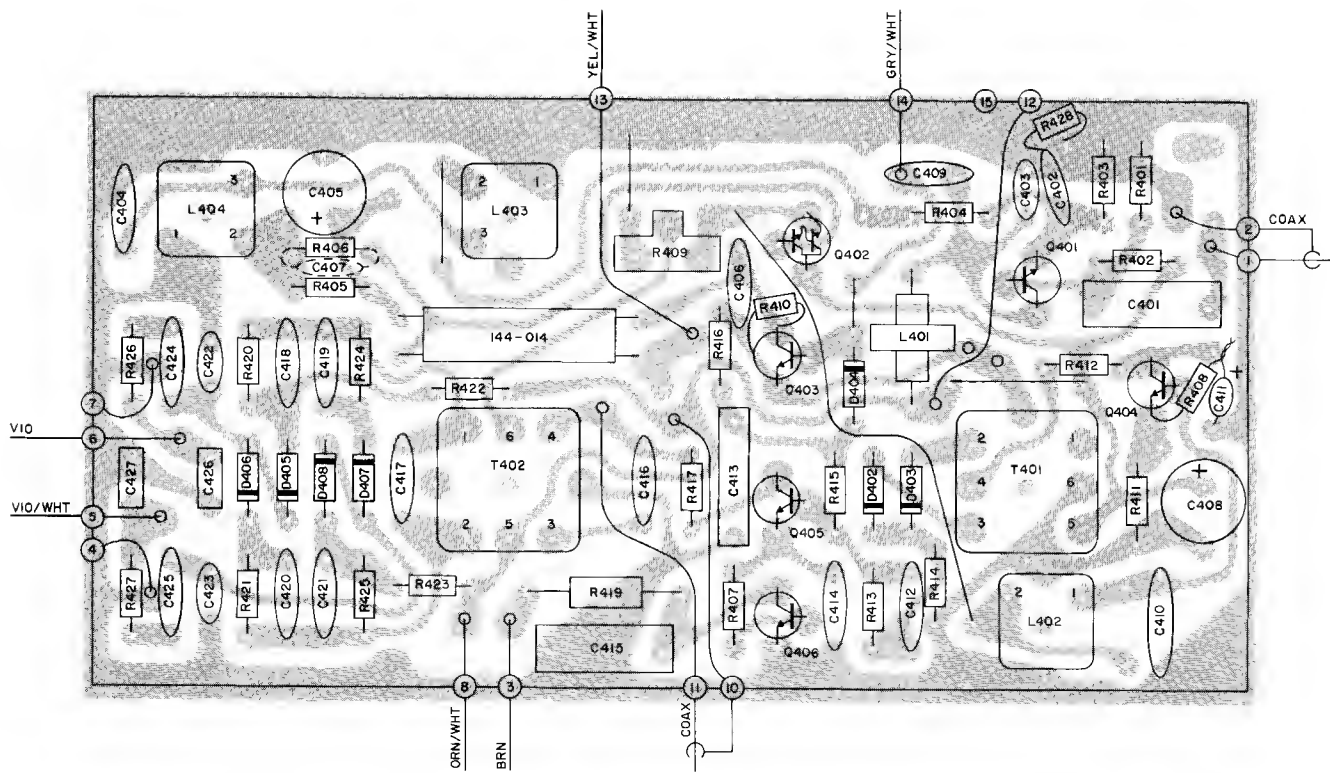 YEL/WHT
GRY/WHT
13
14
15
12
R428
C404
3
L404
1
2
C405
+
R406
C407
R405
2
1
L403
3
R409
C406
Q402
C409
R404
C403
C402
R403
R401
2
COAX
1
Q401
R402
C401
R426
C424
C422
R420
C418
C419
R424
144-014
R416
R410
Q403
D404
L401
R412
Q404
R408
C411
+
7
VIO
6
R422
1
6
4
T402
2
5
3
C427
C426
D406
D405
D408
D407
C417
C416
R417
C413
Q405
R415
D402
D403
2
1
4
T401
6
3
5
R411
+
C408
VIO/WHT
5
4
R427
C425
C423
R421
C420
C421
R425
R423
R419
C415
R407
Q406
C414
R413
C412
R414
2
1
L402
C410
8
3
11
10
ORN/WHT
BRN
COAX